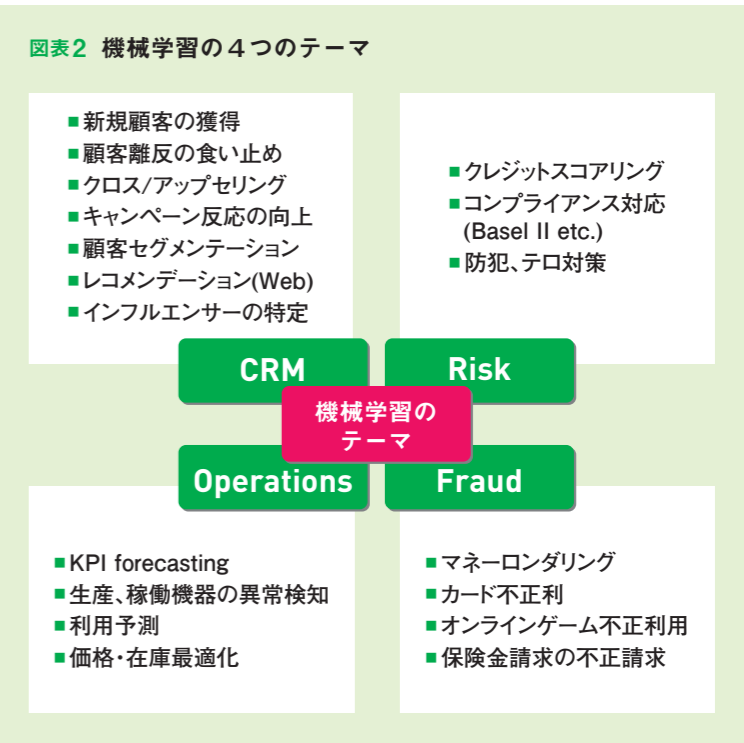 図表2 機械学習の4つのテーマ
■新規顧客の獲得
■顧客離反の食い止め
■クロス/アップセリング
■キャンペーン反応の向上
■顧客セグメンテーション
■レコメンデーション(Web)
■インフルエンサーの特定
■クレジットスコアリング
■コンプライアンス対応
(Basel II etc.)
■防犯、テロ対策
CRM
Risk
機械学習の
テーマ
Operations
Fraud
■KPI forecasting
■生産、稼働機器の異常検知
■利用予測
■価格・在庫最適化
■マネーロンダリング
■カード不正利
■オンラインゲーム不正利用
■保険金請求の不正請求